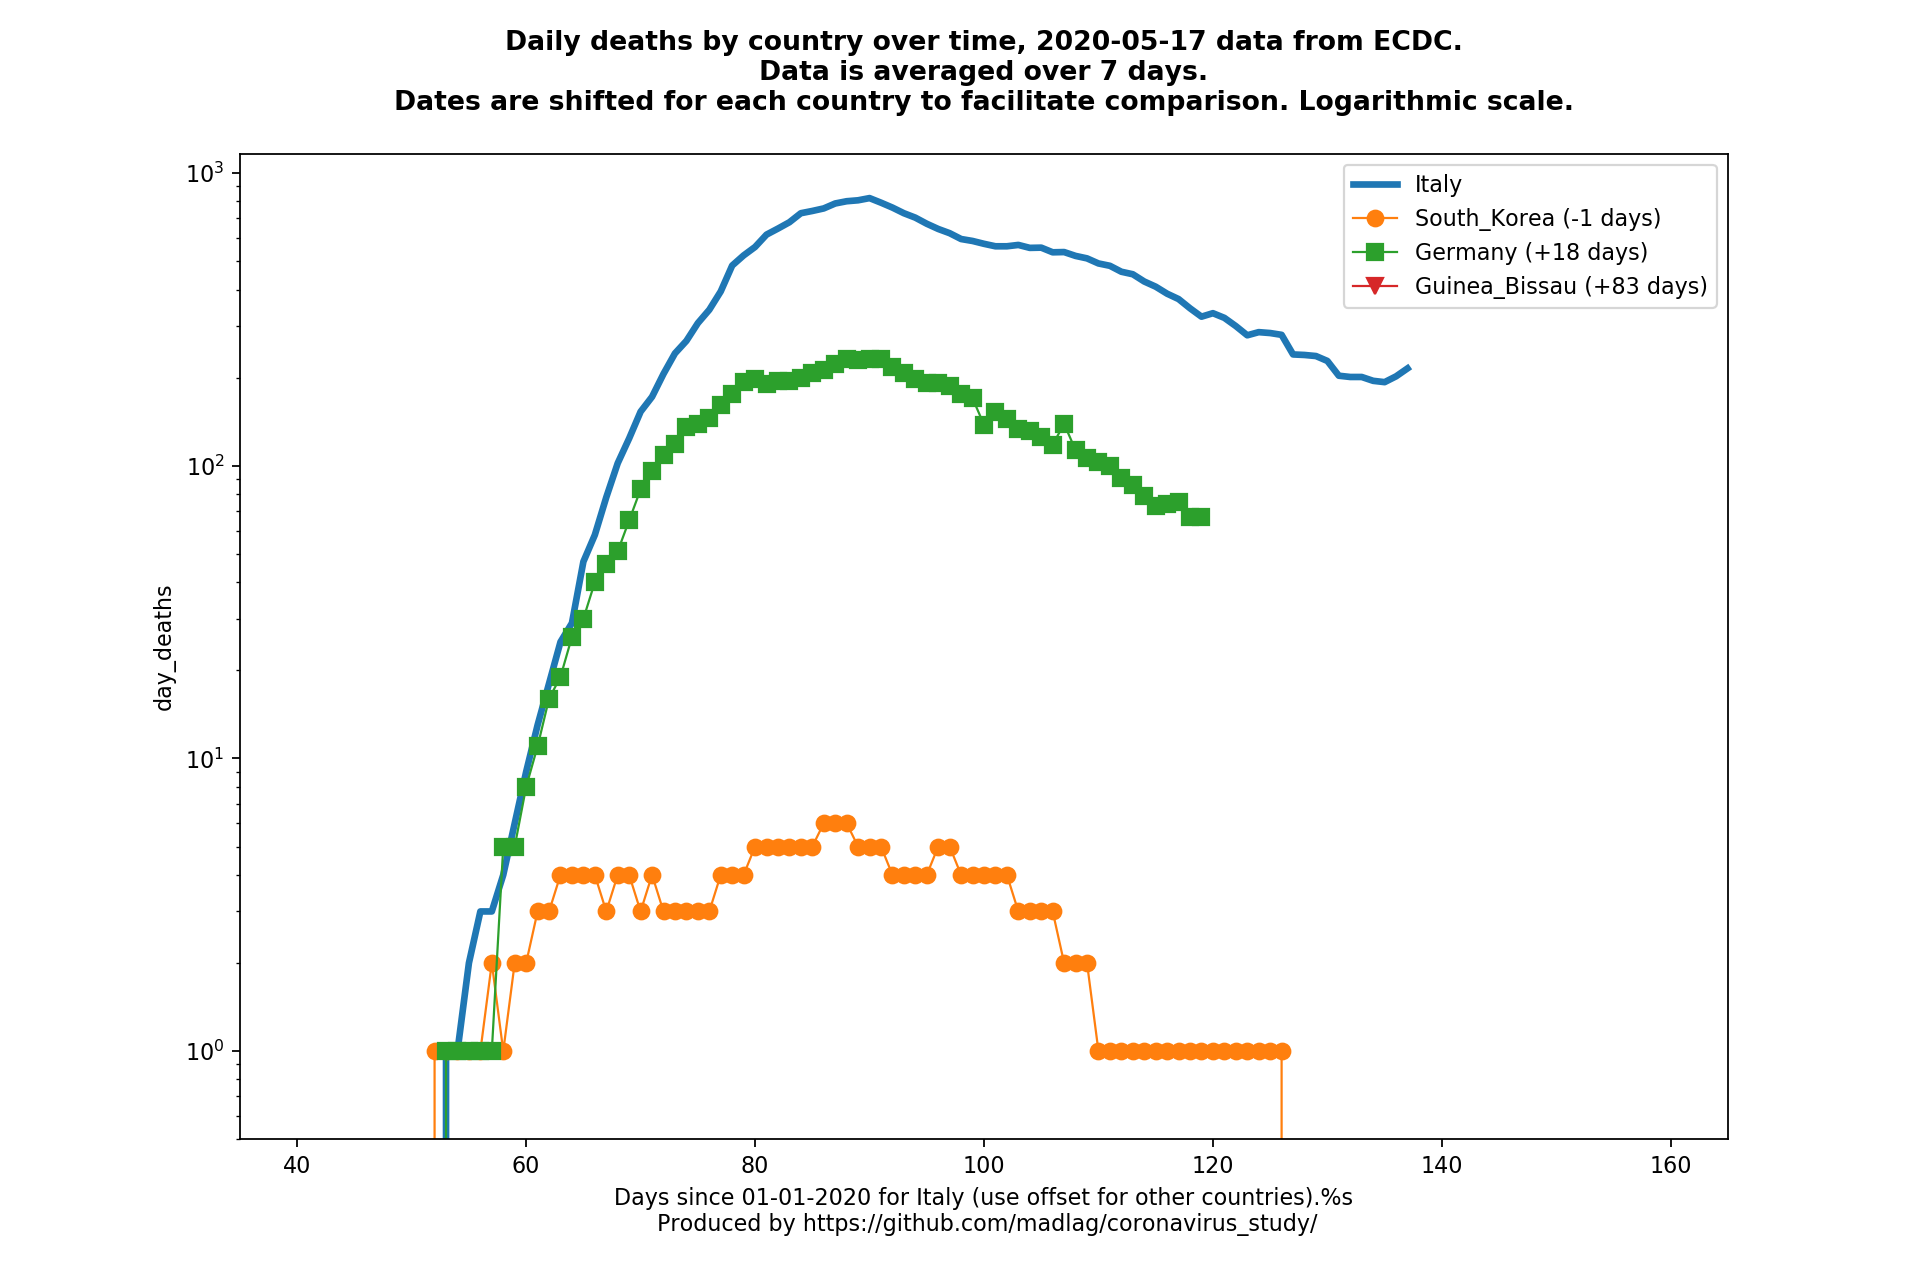 Daily deaths by country over time, 2020-05-17 data from ECDC.
Data is averaged over 7 days.
Dates are shifted for each country to facilitate comparison. Logarithmic scale.
10³
10²
10¹
10⁰
day_deaths
Italy
South_Korea (-1 days)
Germany (+18 days)
Guinea_Bissau (+83 days)
40 60 80 100 120 140 160
Days since 01-01-2020 for Italy (use offset for other countries).%s
Produced by https://github.com/madlag/coronavirus_study/